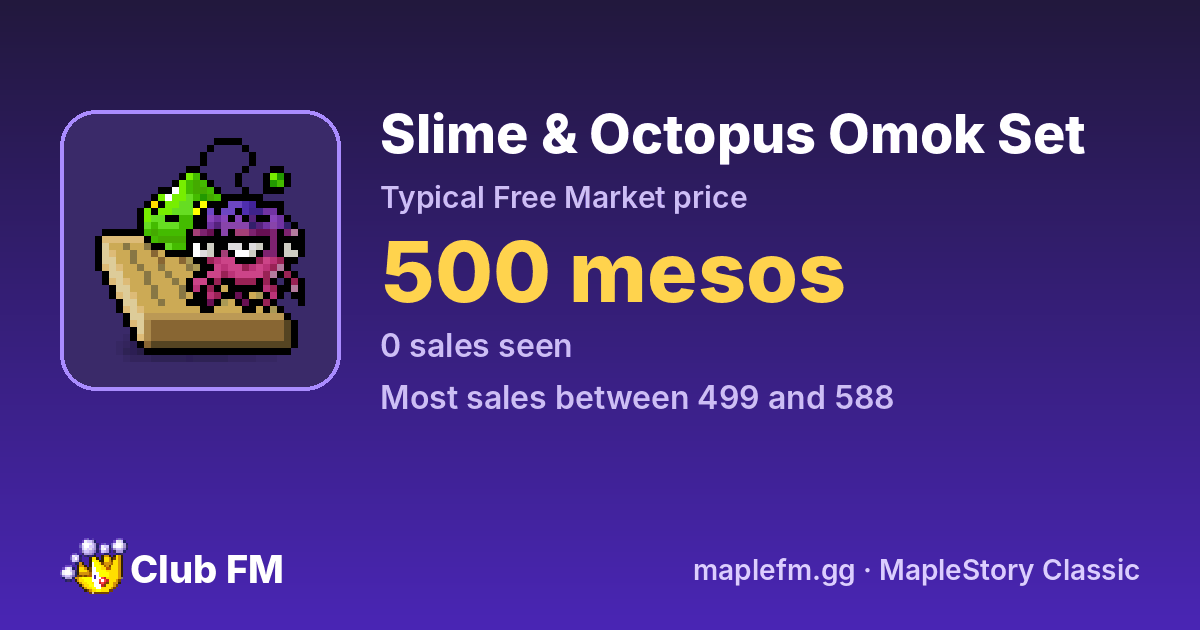 Slime & Octopus Omok Set
Typical Free Market price
500 mesos
0 sales seen
Most sales between 499 and 588
Club FM
maplefm.gg · MapleStory Classic